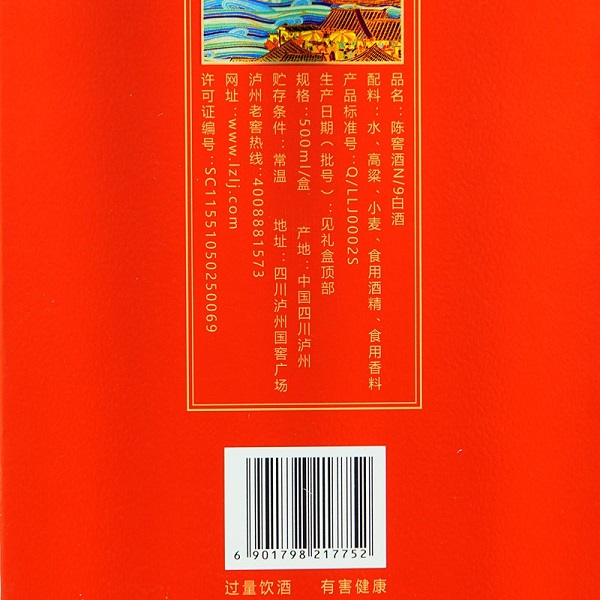 品名：陈窖酒N/9白酒
配料：水、高粱、小麦、食用酒精、食用香料
产品标准号：Q/LLJ0002S
生产日期（批号）：见礼盒顶部
规格：500ml/盒 产地：中国四川泸州
贮存条件：常温 地址：四川泸州国窖广场
泸州老窖热线：4008881573
网址：www.lzlj.com
许可证编号：SC11551050250069
6 901798 217752
过量饮酒 有害健康